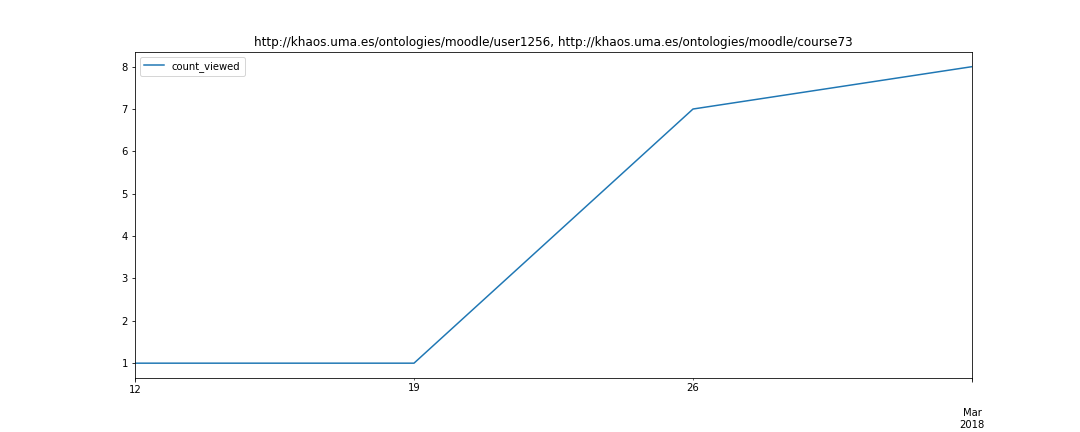 http://khaos.uma.es/ontologies/moodle/user1256, http://khaos.uma.es/ontologies/moodle/course73
count_viewed
8
7
6
5
4
3
2
1
12 19 26
Mar
2018